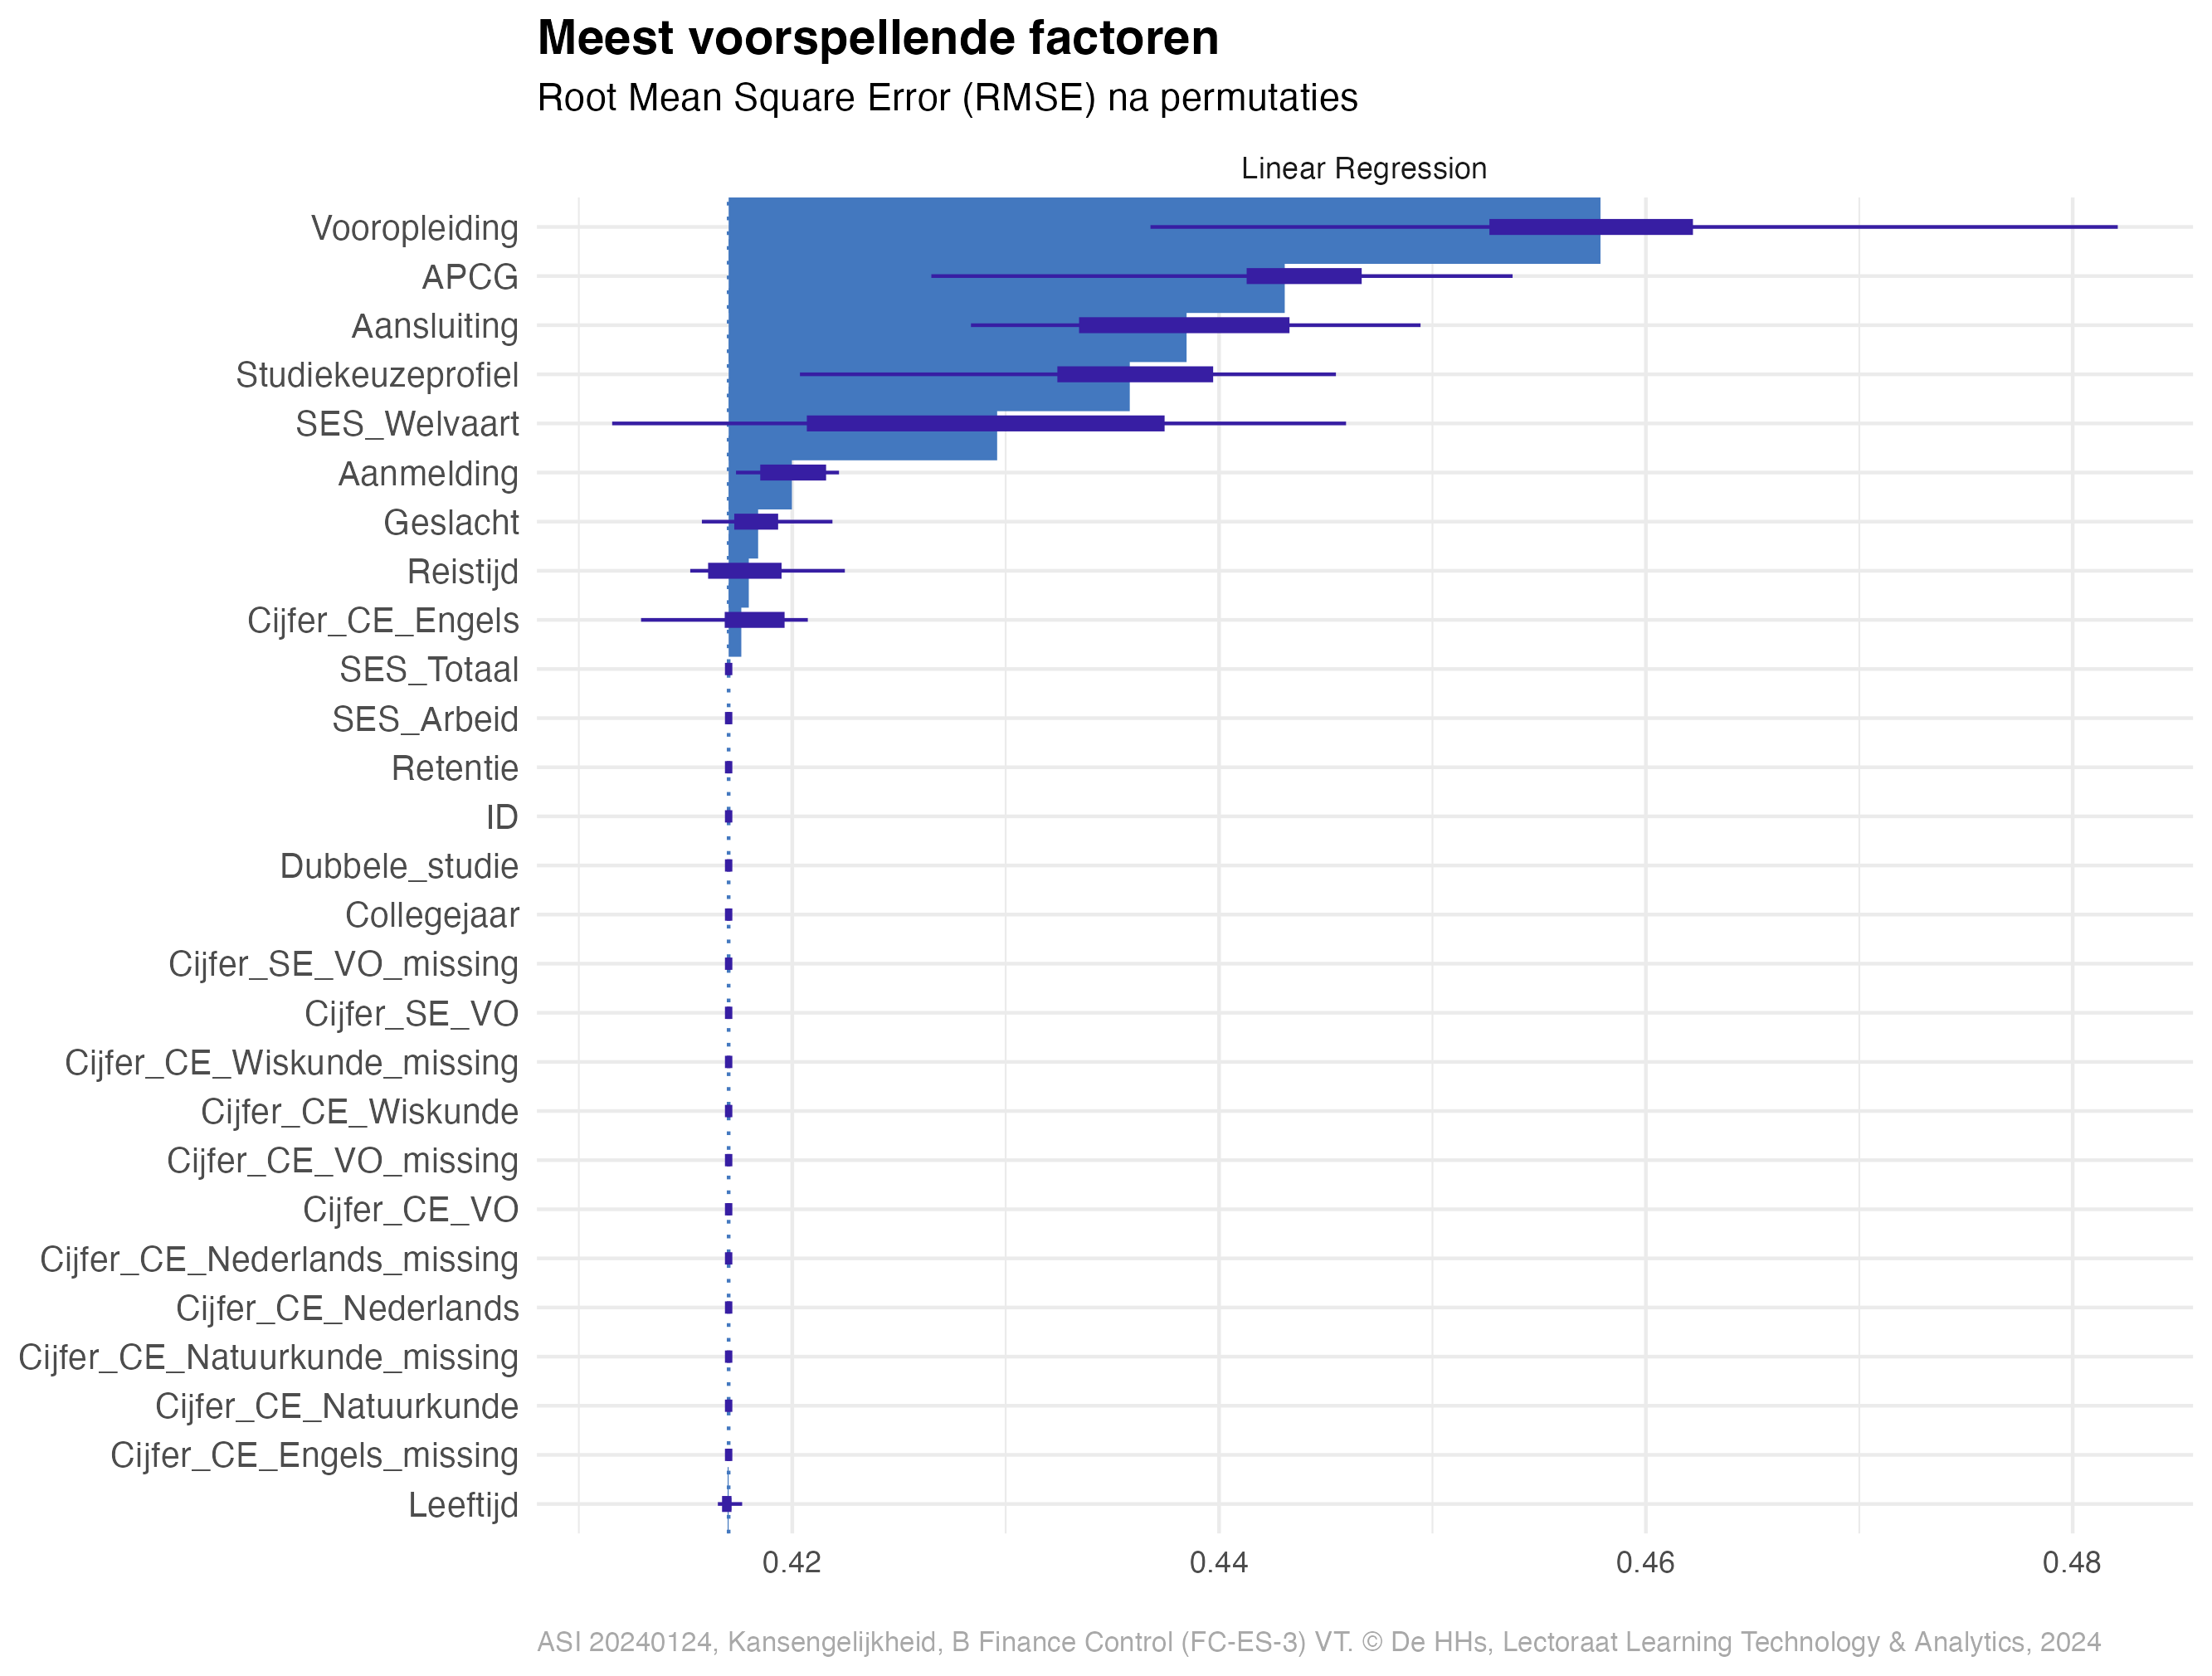 Meest voorspellende factoren
Root Mean Square Error (RMSE) na permutaties
Linear Regression
Vooropleiding
APCG
Aansluiting
Studiekeuzeprofiel
SES_Welvaart
Aanmelding
Geslacht
Reistijd
Cijfer_CE_Engels
SES_Totaal
SES_Arbeid
Retentie
ID
Dubbele_studie
Collegejaar
Cijfer_SE_VO_missing
Cijfer_SE_VO
Cijfer_CE_Wiskunde_missing
Cijfer_CE_Wiskunde
Cijfer_CE_VO_missing
Cijfer_CE_VO
Cijfer_CE_Nederlands_missing
Cijfer_CE_Nederlands
Cijfer_CE_Natuurkunde_missing
Cijfer_CE_Natuurkunde
Cijfer_CE_Engels_missing
Leeftijd
0.42 0.44 0.46 0.48
ASI 20240124, Kansengelijkheid, B Finance Control (FC-ES-3) VT. © De HHs, Lectoraat Learning Technology & Analytics, 2024